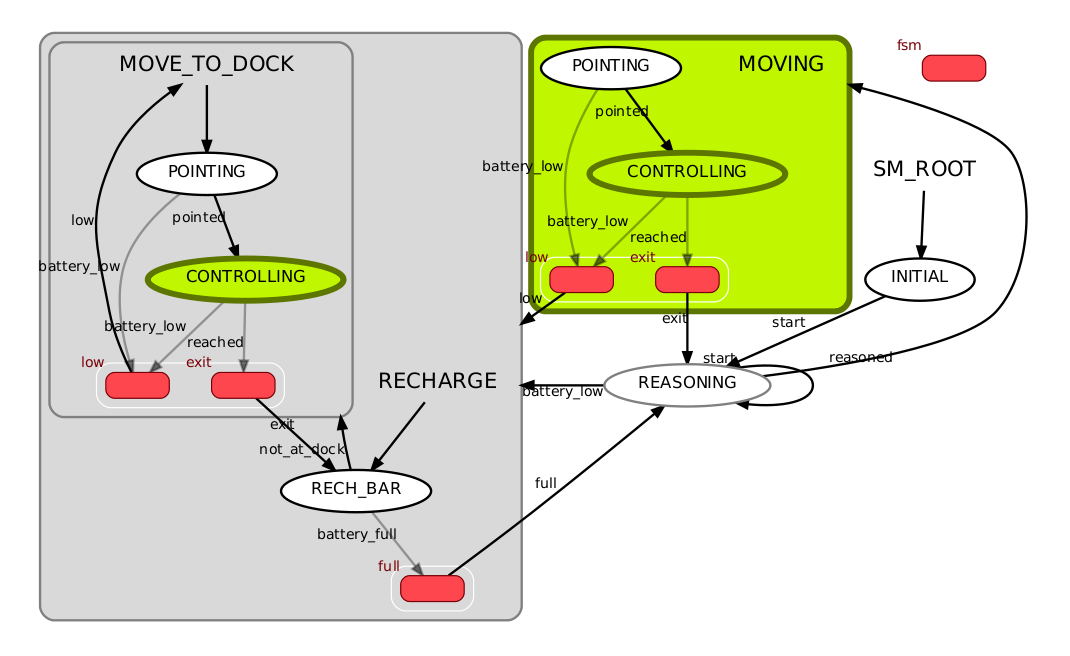 fsm
MOVE_TO_DOCK
POINTING
MOVING
pointed
battery_low
CONTROLLING
SM_ROOT
POINTING
pointed
low
battery_low
battery_low
reached
low
exit
battery_low
CONTROLLING
INITIAL
low
exit
start
battery_low
reached
low
exit
start
reasoned
RECHARGE
REASONING
battery_low
exit
not_at_dock
RECH_BAR
full
battery_full
full